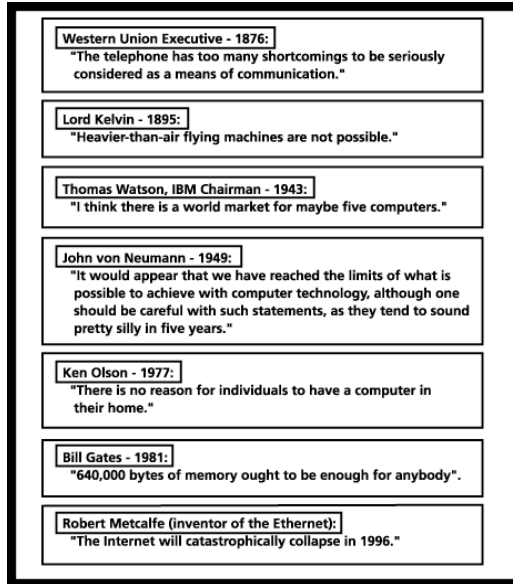 Western Union Executive - 1876:
"The telephone has too many shortcomings to be seriously
considered as a means of communication."
Lord Kelvin - 1895:
"Heavier-than-air flying machines are not possible."
Thomas Watson, IBM Chairman - 1943:
"I think there is a world market for maybe five computers."
John von Neumann - 1949:
"It would appear that we have reached the limits of what is
possible to achieve with computer technology, although one
should be careful with such statements, as they tend to sound
pretty silly in five years."
Ken Olson - 1977:
"There is no reason for individuals to have a computer in
their home."
Bill Gates - 1981:
"640,000 bytes of memory ought to be enough for anybody".
Robert Metcalfe (inventor of the Ethernet):
"The Internet will catastrophically collapse in 1996."